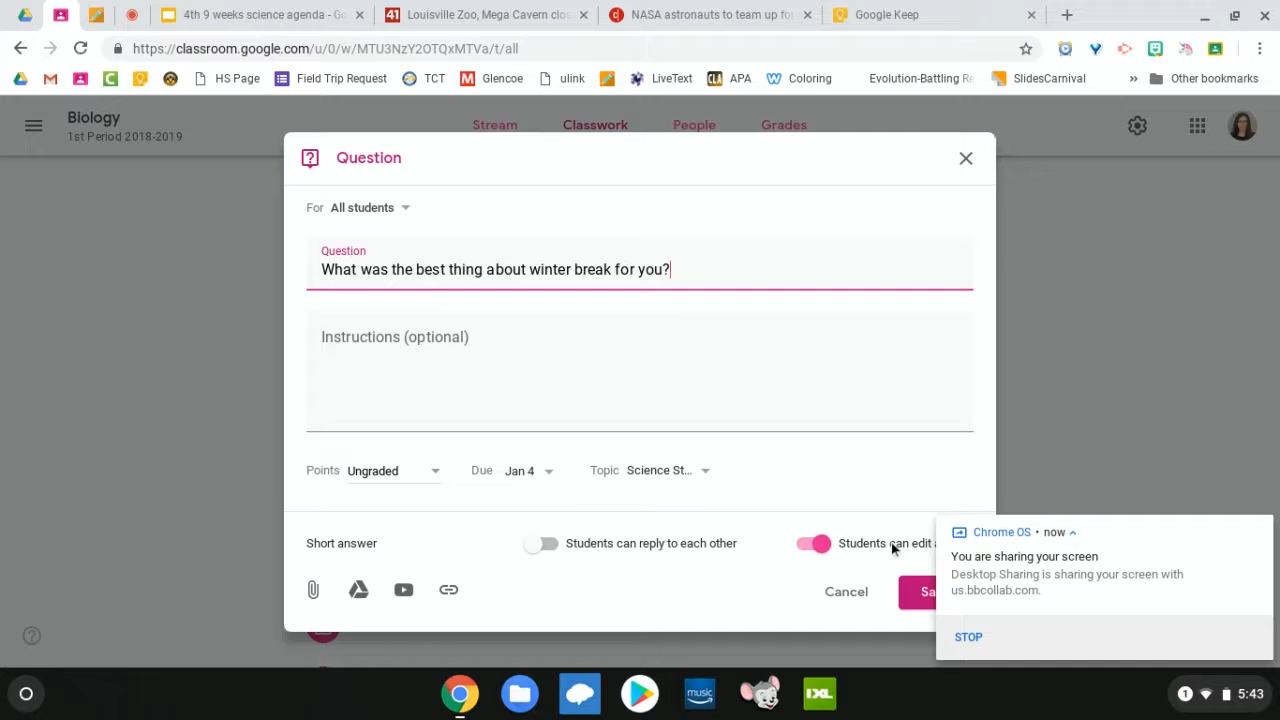 4th 9 weeks science agenda - Go
Louisville Zoo, Mega Cavern clos
NASA astronauts to team up fo
Google Keep
https://classroom.google.com/u/0/w/MTU3NzY2OTQxMTVa/t/all
HS Page
Field Trip Request
TCT
Glencoe
ulink
LiveText
APA
Coloring
Evolution-Battling Re
SlidesCarnival
»
Other bookmarks
Biology
1st Period 2018-2019
Stream
Classwork
People
Grades
Question
For All students
Question
What was the best thing about winter break for you?
Instructions (optional)
Points Ungraded
Due Jan 4
Topic Science St...
Short answer
Students can reply to each other
Students can edit
Cancel
Sa
Chrome OS • now
You are sharing your screen
Desktop Sharing is sharing your screen with
us.bbcollab.com.
STOP
music
IXL
1
5:43